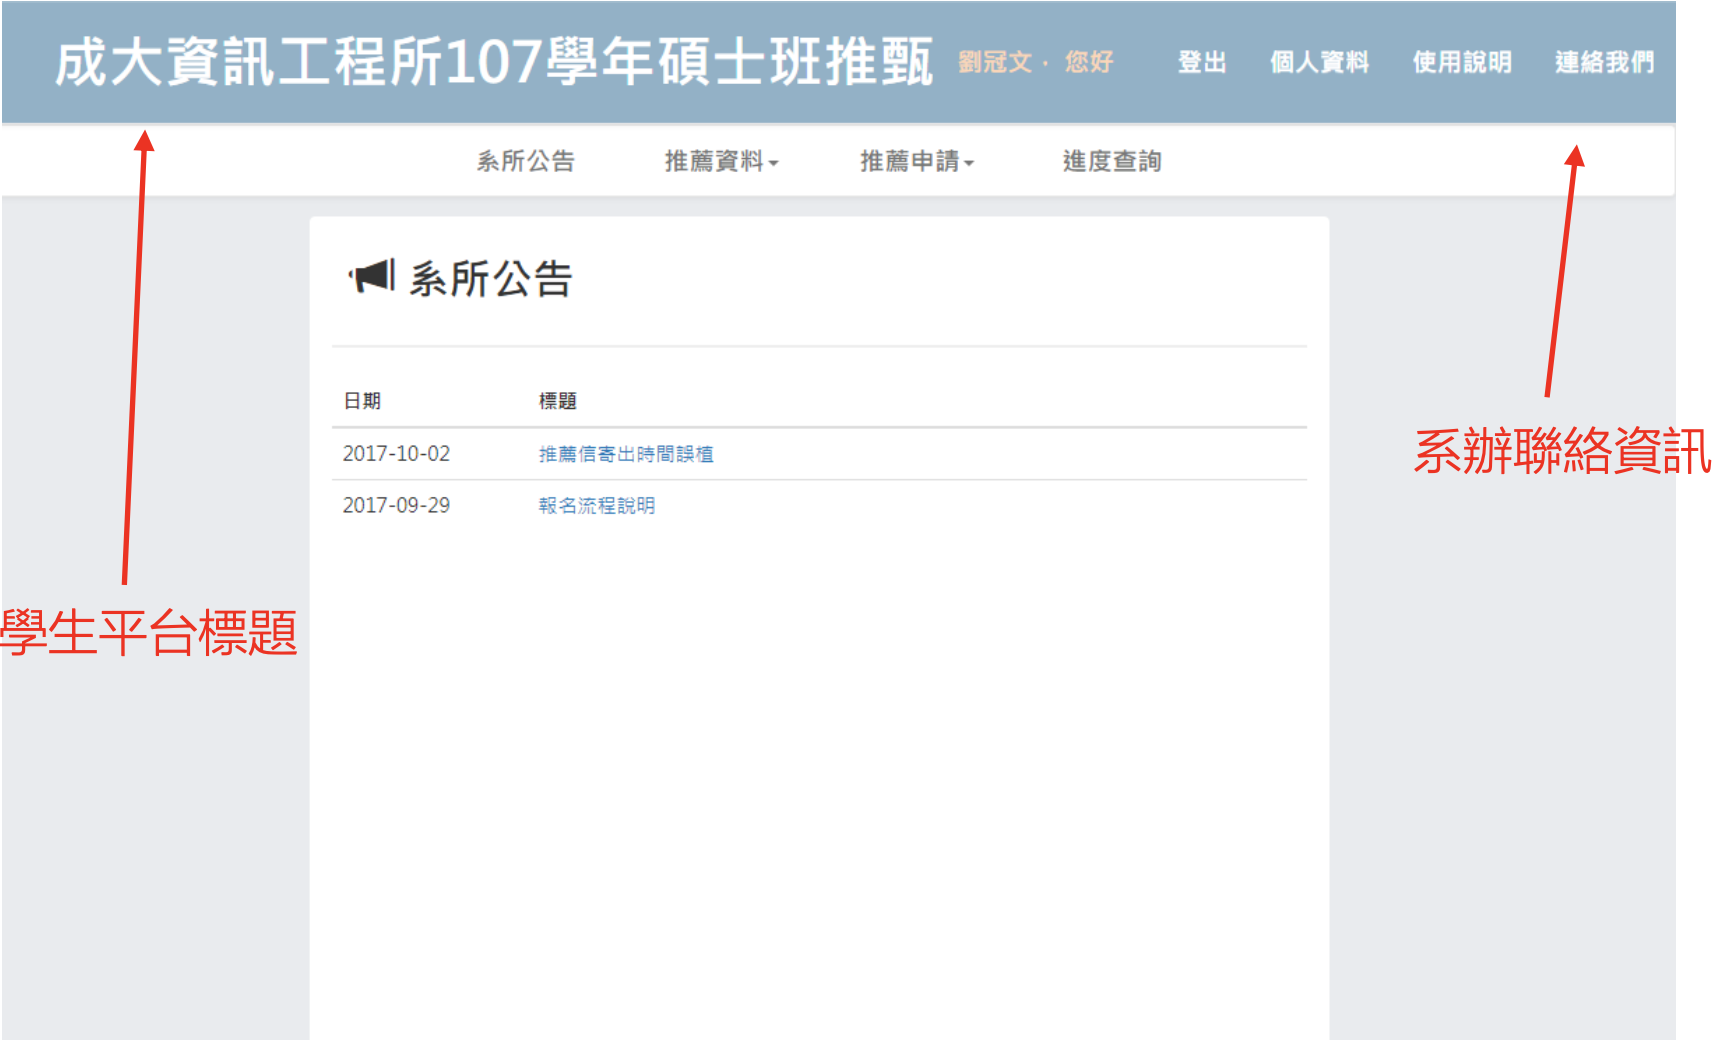 成大資訊工程所107學年碩士班推甄 劉冠文· 您好 登出 個人資料 使用說明 連絡我們
系所公告 推薦資料 推薦申請 進度查詢
系所公告
日期 標題
2017-10-02 推薦信寄出時間誤植
系辦聯絡資訊
2017-09-29 報名流程說明
學生平台標題